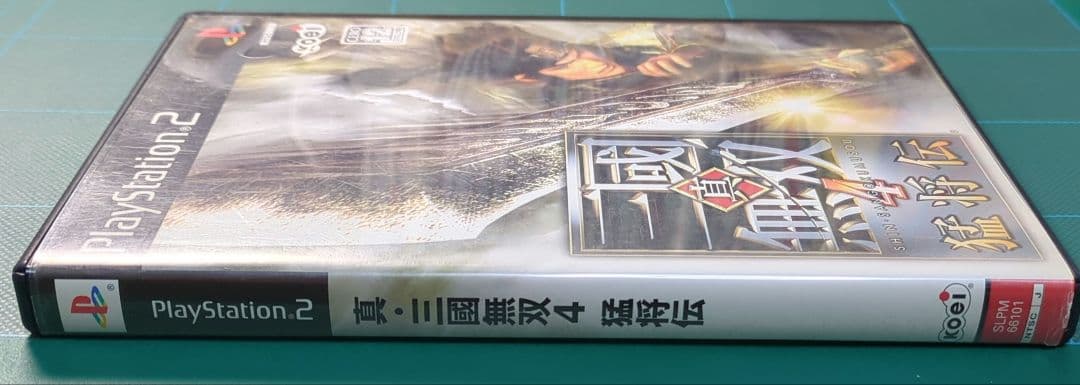 PlayStation®2
KOEI
三國無双4
真
SHIN•SANGOKUMUSOU
猛将伝
PlayStation®2
真・三國無双4 猛将伝
KOEI
SLPM
66101
NTSC J